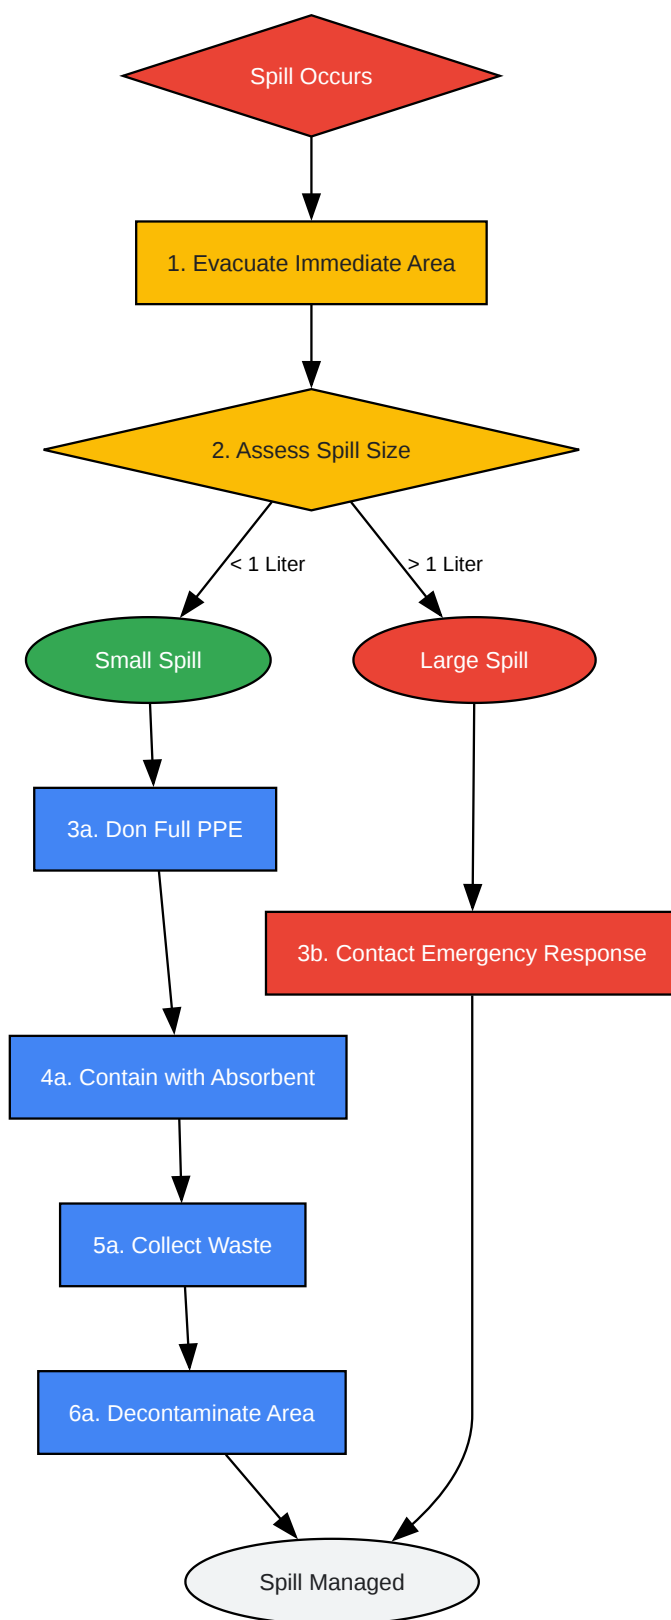 Spill Occurs
1. Evacuate Immediate Area
2. Assess Spill Size
< 1 Liter
> 1 Liter
Small Spill
Large Spill
3a. Don Full PPE
3b. Contact Emergency Response
4a. Contain with Absorbent
5a. Collect Waste
6a. Decontaminate Area
Spill Managed